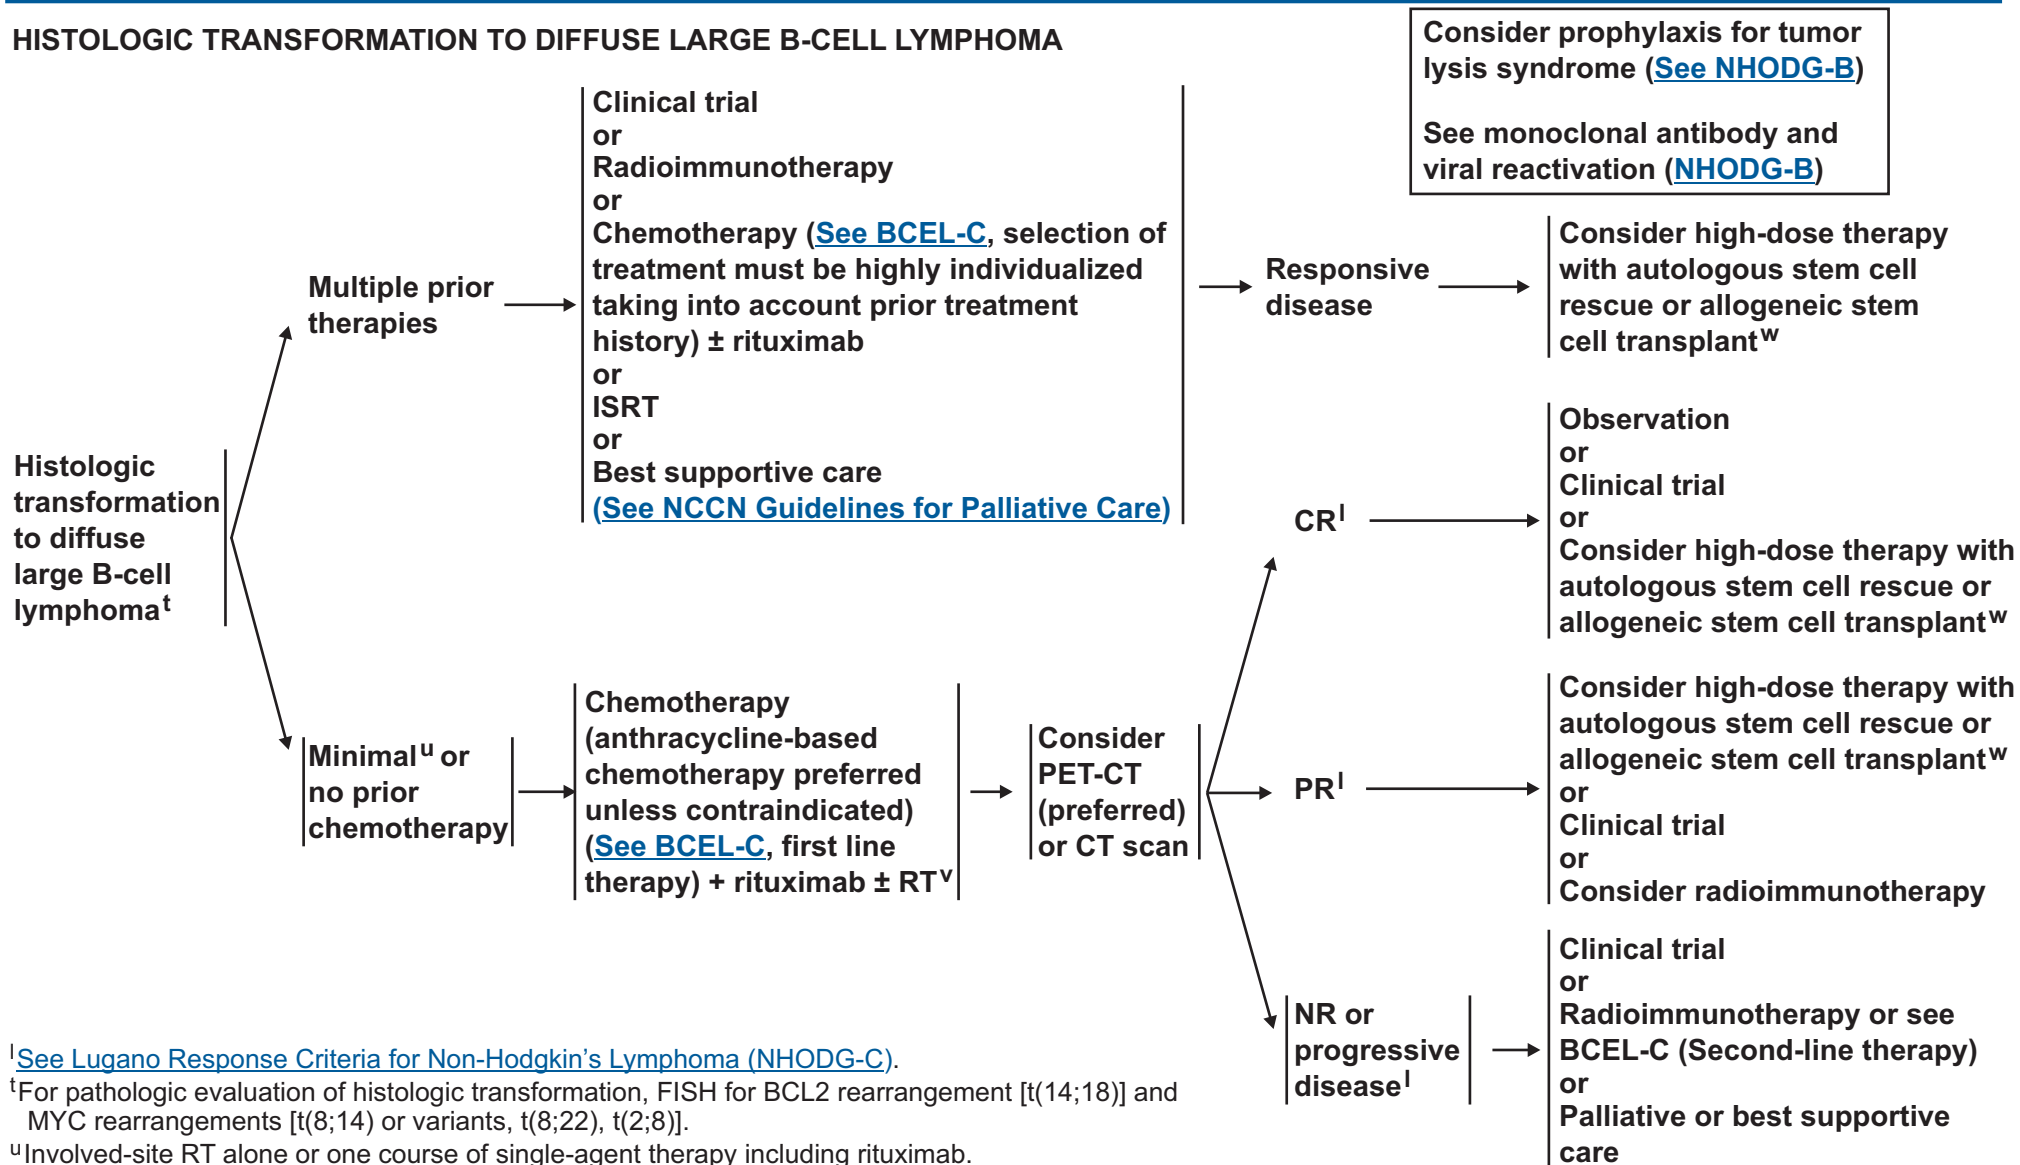 HISTOLOGIC TRANSFORMATION TO DIFFUSE LARGE B-CELL LYMPHOMA
Consider prophylaxis for tumor
lysis syndrome (See NHODG-B)
See monoclonal antibody and
viral reactivation (NHODG-B)
Histologic
transformation
to diffuse
large B-cell
lymphomaᵗ
Multiple prior
therapies
Clinical trial
or
Radioimmunotherapy
or
Chemotherapy (See BCEL-C, selection of
treatment must be highly individualized
taking into account prior treatment
history) ± rituximab
or
ISRT
or
Best supportive care
(See NCCN Guidelines for Palliative Care)
Responsive
disease
Consider high-dose therapy
with autologous stem cell
rescue or allogeneic stem
cell transplantʷ
Minimalᵘ or
no prior
chemotherapy
Chemotherapy
(anthracycline-based
chemotherapy preferred
unless contraindicated)
(See BCEL-C, first line
therapy) + rituximab ± RTᵛ
Consider
PET-CT
(preferred)
or CT scan
CRˡ
Observation
or
Clinical trial
or
Consider high-dose therapy with
autologous stem cell rescue or
allogeneic stem cell transplantʷ
PRˡ
Consider high-dose therapy with
autologous stem cell rescue or
allogeneic stem cell transplantʷ
or
Clinical trial
or
Consider radioimmunotherapy
NR or
progressive
diseaseˡ
Clinical trial
or
Radioimmunotherapy or see
BCEL-C (Second-line therapy)
or
Palliative or best supportive
care
ˡSee Lugano Response Criteria for Non-Hodgkin's Lymphoma (NHODG-C).
ᵗFor pathologic evaluation of histologic transformation, FISH for BCL2 rearrangement [t(14;18)] and
MYC rearrangements [t(8;14) or variants, t(8;22), t(2;8)].
ᵘInvolved-site RT alone or one course of single-agent therapy including rituximab.